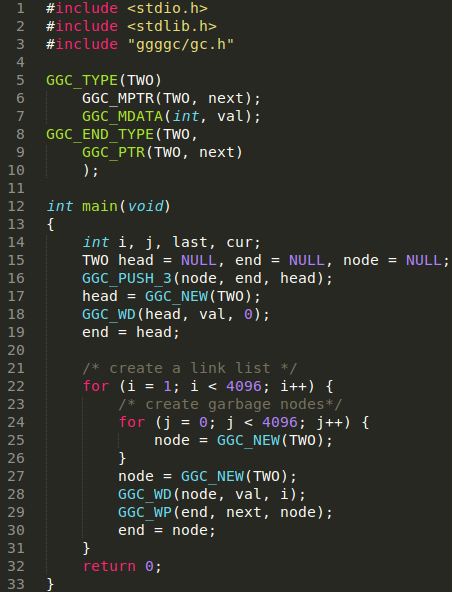 1 #include <stdio.h>
2 #include <stdlib.h>
3 #include "ggggc/gc.h"
4
5 GGC_TYPE(TWO)
6     GGC_MPTR(TWO, next);
7     GGC_MDATA(int, val);
8 GGC_END_TYPE(TWO,
9     GGC_PTR(TWO, next)
10     );
11
12 int main(void)
13 {
14     int i, j, last, cur;
15     TWO head = NULL, end = NULL, node = NULL;
16     GGC_PUSH_3(node, end, head);
17     head = GGC_NEW(TWO);
18     GGC_WD(head, val, 0);
19     end = head;
20
21     /* create a link list */
22     for (i = 1; i < 4096; i++) {
23         /* create garbage nodes*/
24         for (j = 0; j < 4096; j++) {
25             node = GGC_NEW(TWO);
26         }
27         node = GGC_NEW(TWO);
28         GGC_WD(node, val, i);
29         GGC_WP(end, next, node);
30         end = node;
31     }
32     return 0;
33 }